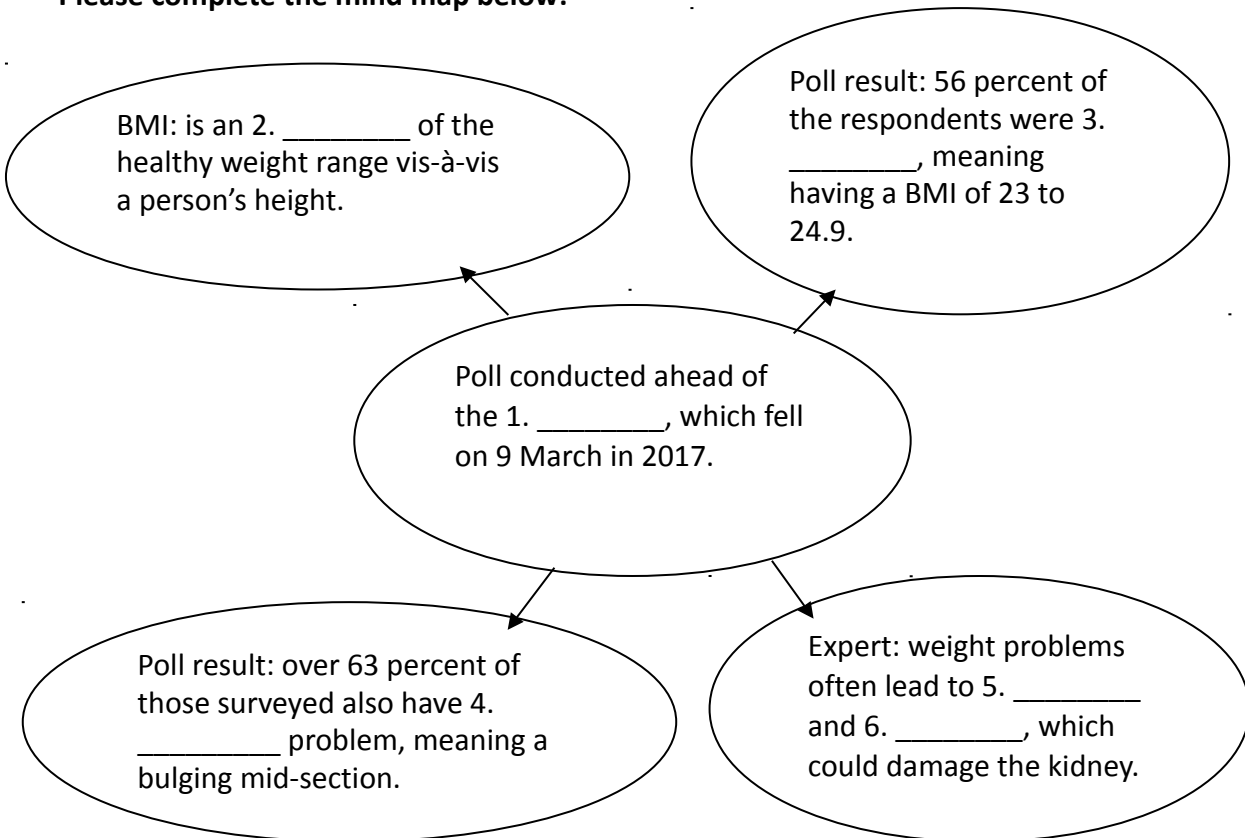 Please complete the mind map below.
BMI: is an 2. ________ of the
healthy weight range vis-à-vis
a person's height.
Poll result: 56 percent of
the respondents were 3.
________, meaning
having a BMI of 23 to
24.9.
Poll conducted ahead of
the 1. ________, which fell
on 9 March in 2017.
Poll result: over 63 percent of
those surveyed also have 4.
_________ problem, meaning a
bulging mid-section.
Expert: weight problems
often lead to 5. ________
and 6. ________, which
could damage the kidney.